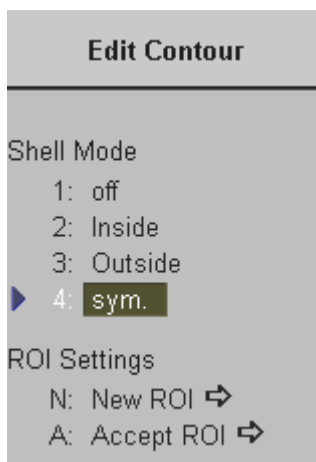 Edit Contour
Shell Mode
1: off
2: Inside
3: Outside
4: sym.
ROI Settings
N: New ROI ⇨
A: Accept ROI ⇨